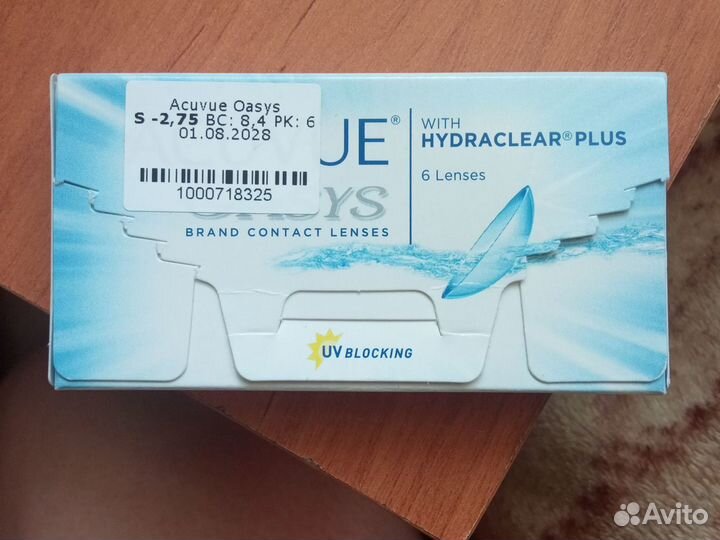 Acuvue Oasys
S -2,75 BC: 8,4 PK: 6
01.08.2028
1000718325
UE®
OASYS
BRAND CONTACT LENSES
WITH
HYDRACLEAR® PLUS
6 Lenses
UV BLOCKING
Avito